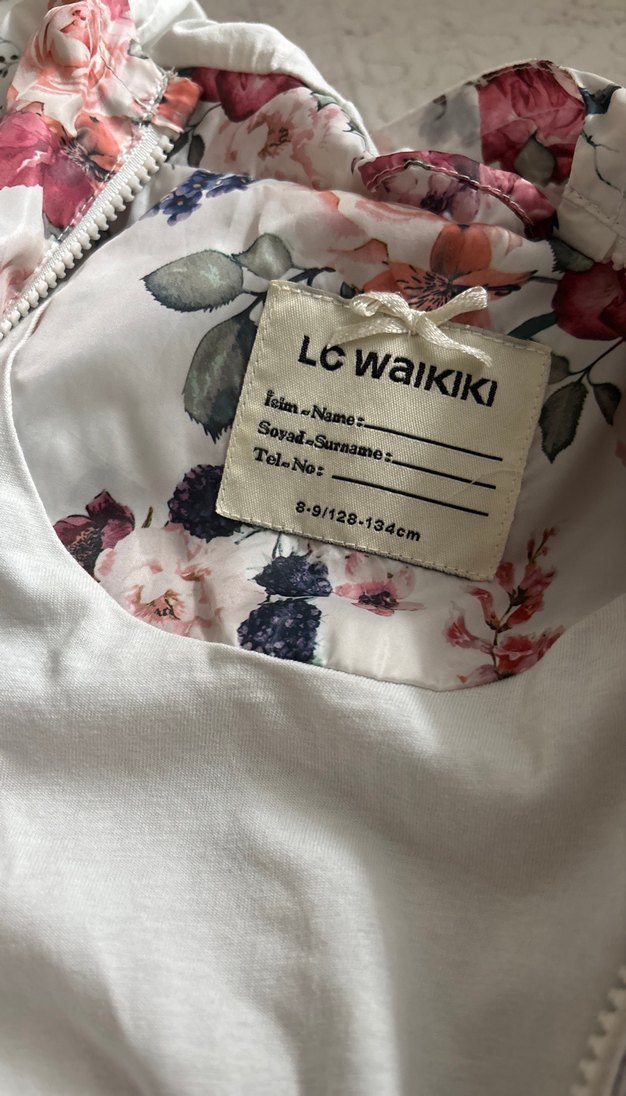 LC WAIKIKI
İsim-Name:
Soyad-Surname:
Tel-No:
8-9/128-134cm